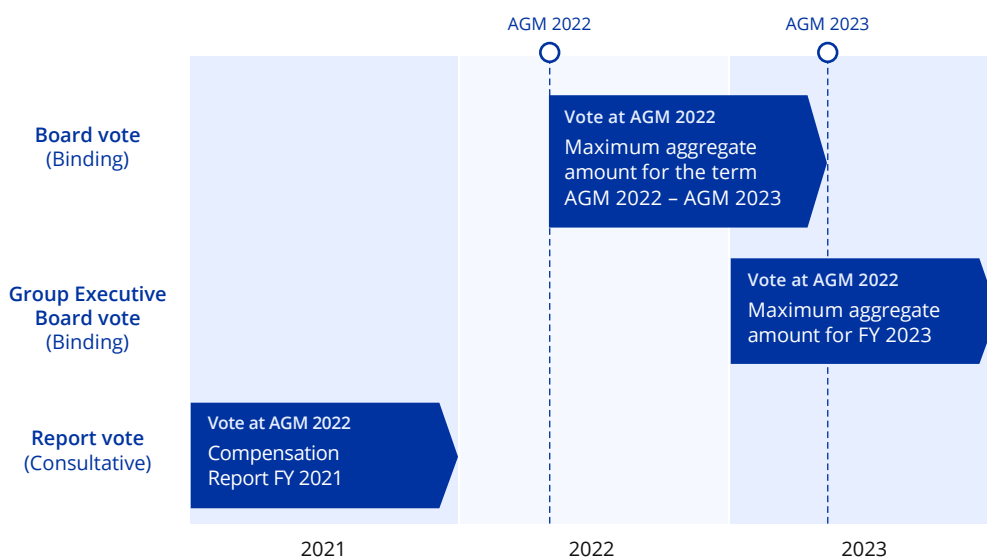 AGM 2022
AGM 2023
Board vote
(Binding)
Vote at AGM 2022
Maximum aggregate
amount for the term
AGM 2022 – AGM 2023
Group Executive
Board vote
(Binding)
Vote at AGM 2022
Maximum aggregate
amount for FY 2023
Report vote
(Consultative)
Vote at AGM 2022
Compensation
Report FY 2021
2021
2022
2023